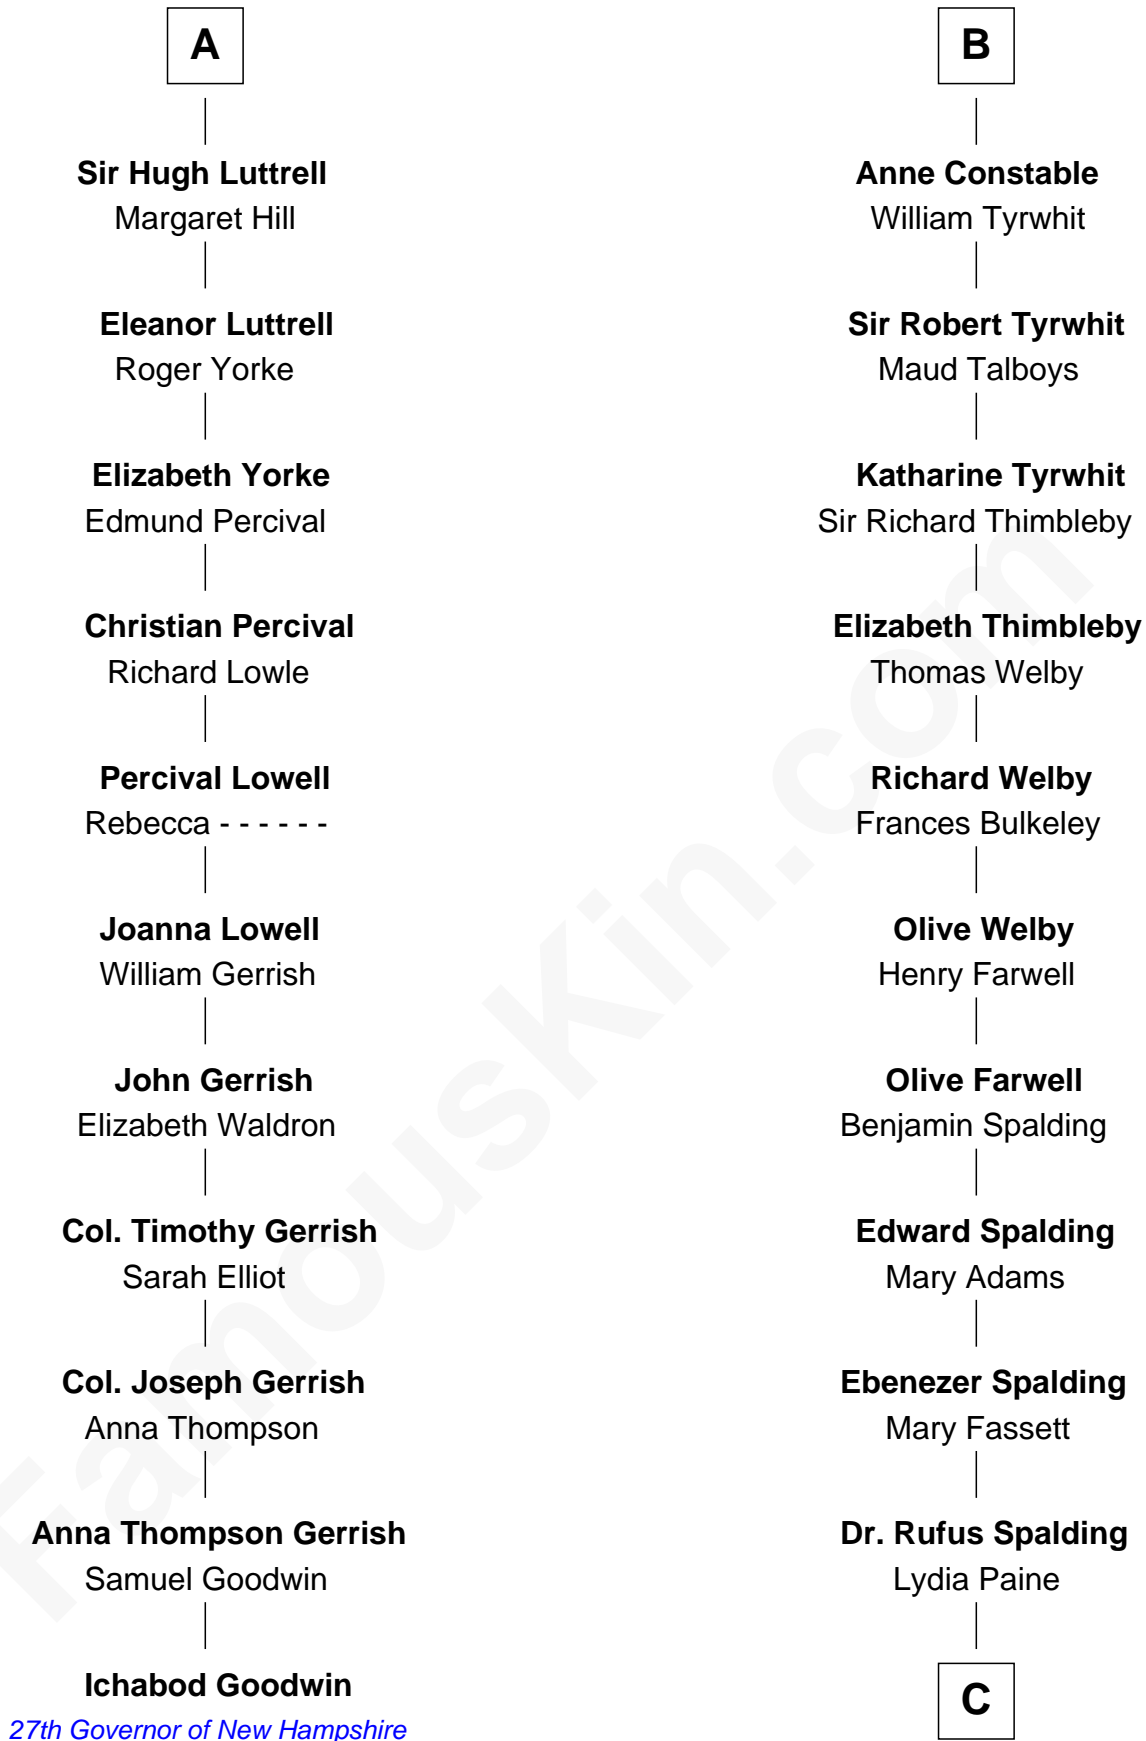 A
Sir Hugh Luttrell
Margaret Hill
Eleanor Luttrell
Roger Yorke
Elizabeth Yorke
Edmund Percival
Christian Percival
Richard Lowle
Percival Lowell
Rebecca - - - - - -
Joanna Lowell
William Gerrish
John Gerrish
Elizabeth Waldron
Col. Timothy Gerrish
Sarah Elliot
Col. Joseph Gerrish
Anna Thompson
Anna Thompson Gerrish
Samuel Goodwin
Ichabod Goodwin
27th Governor of New Hampshire
B
Anne Constable
William Tyrwhit
Sir Robert Tyrwhit
Maud Talboys
Katharine Tyrwhit
Sir Richard Thimbleby
Elizabeth Thimbleby
Thomas Welby
Richard Welby
Frances Bulkeley
Olive Welby
Henry Farwell
Olive Farwell
Benjamin Spalding
Edward Spalding
Mary Adams
Ebenezer Spalding
Mary Fassett
Dr. Rufus Spalding
Lydia Paine
C
FamousKin.com